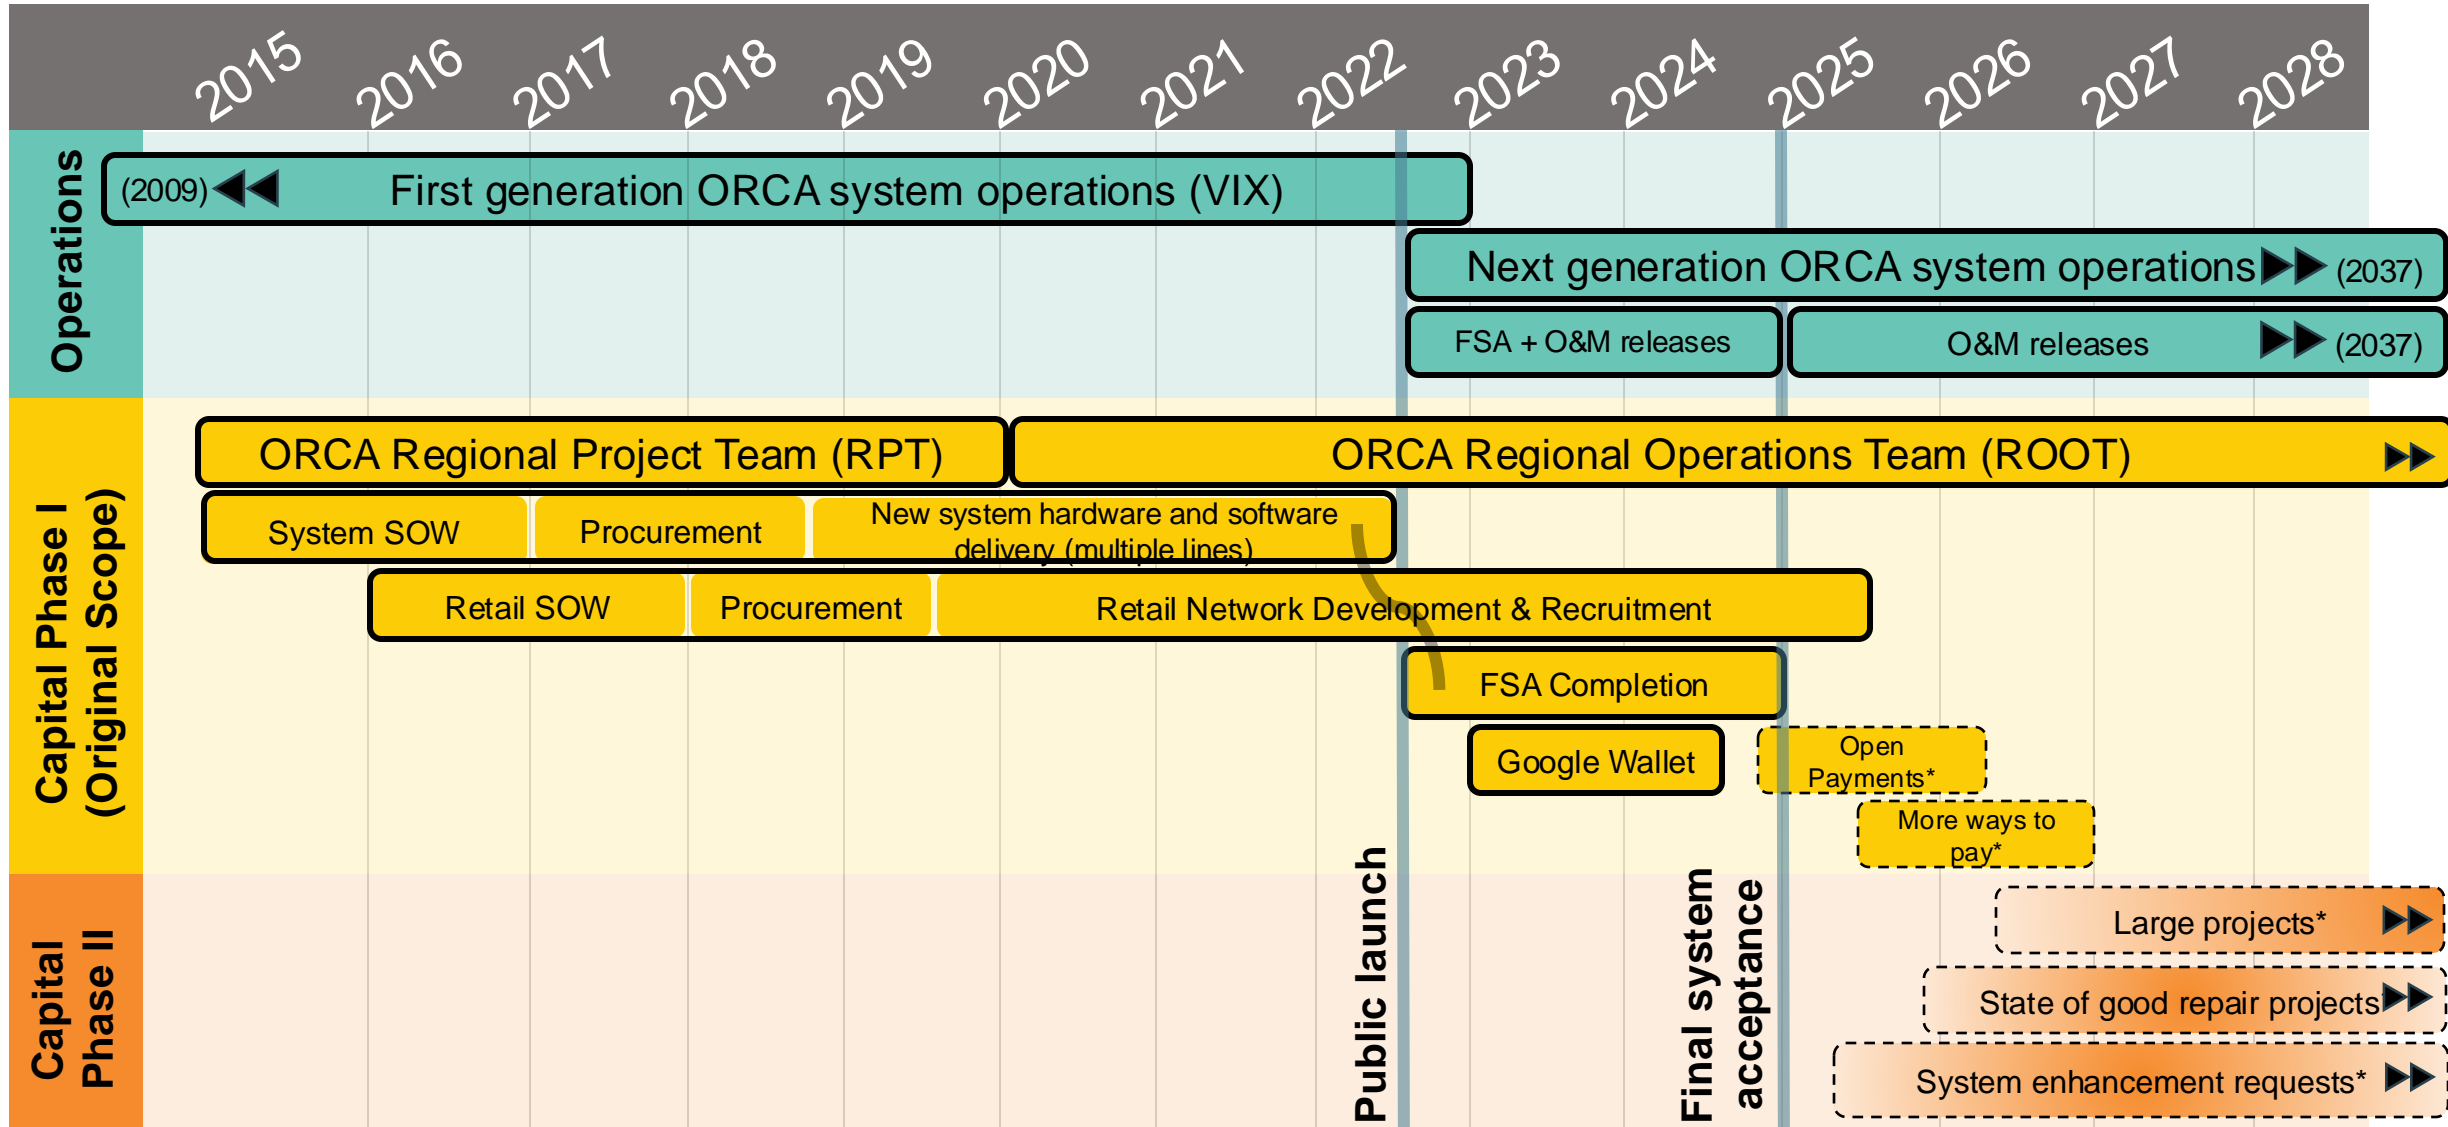 2015 2016 2017 2018 2019 2020 2021 2022 2023 2024 2025 2026 2027 2028
Operations
(2009) First generation ORCA system operations (VIX)
Next generation ORCA system operations (2037)
FSA + O&M releases
O&M releases (2037)
Capital Phase I
(Original Scope)
ORCA Regional Project Team (RPT)
ORCA Regional Operations Team (ROOT)
System SOW
Procurement
New system hardware and software
delivery (multiple lines)
Retail SOW
Procurement
Retail Network Development & Recruitment
FSA Completion
Google Wallet
Open
Payments*
More ways to
pay*
Public launch
Final system
acceptance
Capital
Phase II
Large projects*
State of good repair projects*
System enhancement requests*